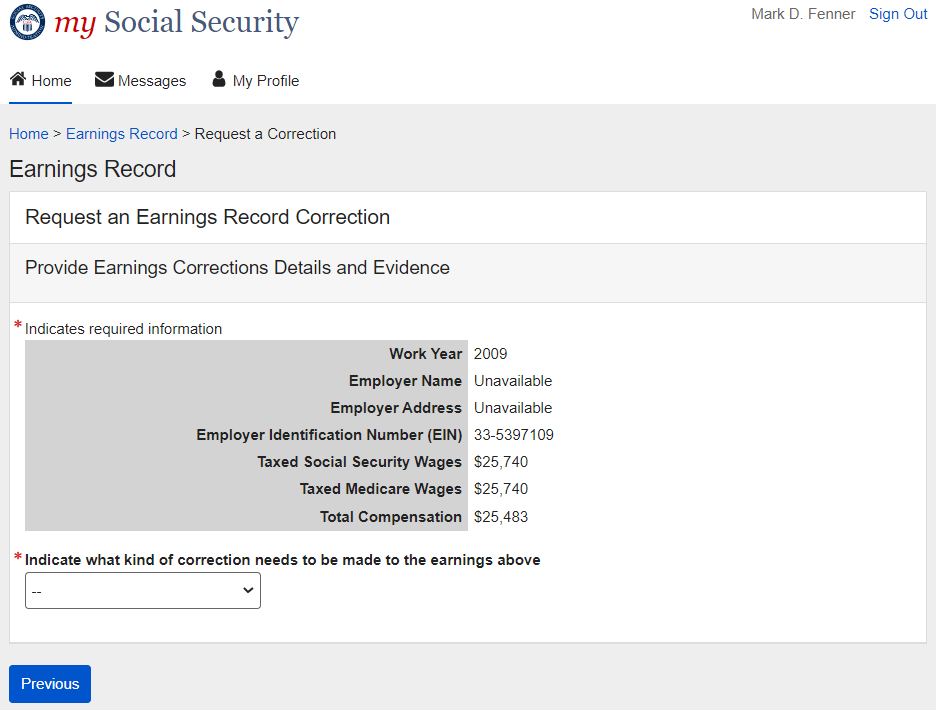 my Social Security
Mark D. Fenner Sign Out
Home Messages My Profile
Home > Earnings Record > Request a Correction
Earnings Record
Request an Earnings Record Correction
Provide Earnings Corrections Details and Evidence
* Indicates required information
Work Year 2009
Employer Name Unavailable
Employer Address Unavailable
Employer Identification Number (EIN) 33-5397109
Taxed Social Security Wages $25,740
Taxed Medicare Wages $25,740
Total Compensation $25,483
* Indicate what kind of correction needs to be made to the earnings above
--
Previous